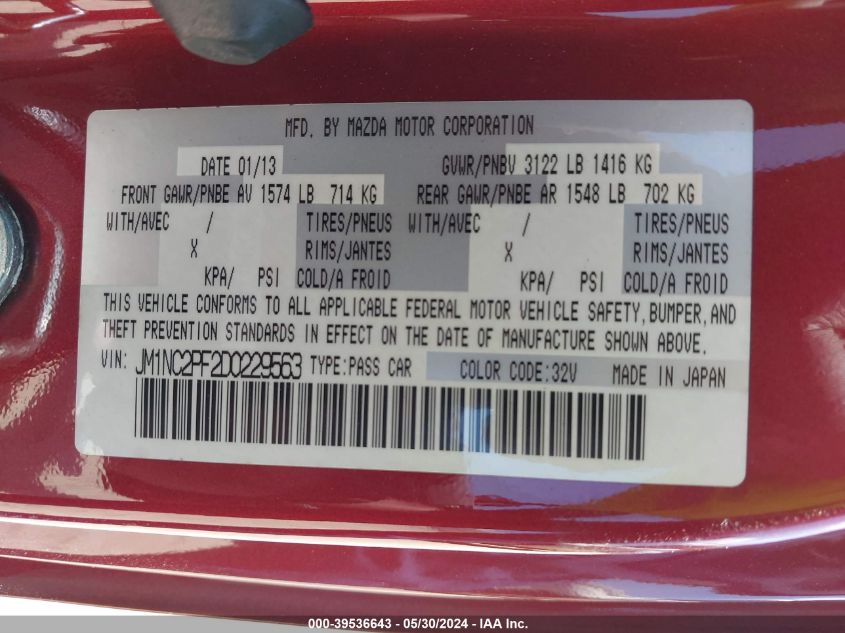 MFD. BY MAZDA MOTOR CORPORATION
DATE 01/13 GVWR/PNBV 3122 LB 1416 KG
FRONT GAWR/PNBE AV 1574 LB 714 KG REAR GAWR/PNBE AR 1548 LB 702 KG
WITH/AVEC / TIRES/PNEUS WITH/AVEC / TIRES/PNEUS
X RIMS/JANTES X RIMS/JANTES
KPA/ PSI COLD/A FROID KPA/ PSI COLD/A FROID
THIS VEHICLE CONFORMS TO ALL APPLICABLE FEDERAL MOTOR VEHICLE SAFETY, BUMPER, AND
THEFT PREVENTION STANDARDS IN EFFECT ON THE DATE OF MANUFACTURE SHOWN ABOVE.
VIN: JM1NC2PF2D0229563 TYPE:PASS CAR COLOR CODE:32V MADE IN JAPAN
000-39536643 - 05/30/2024 - IAA Inc.